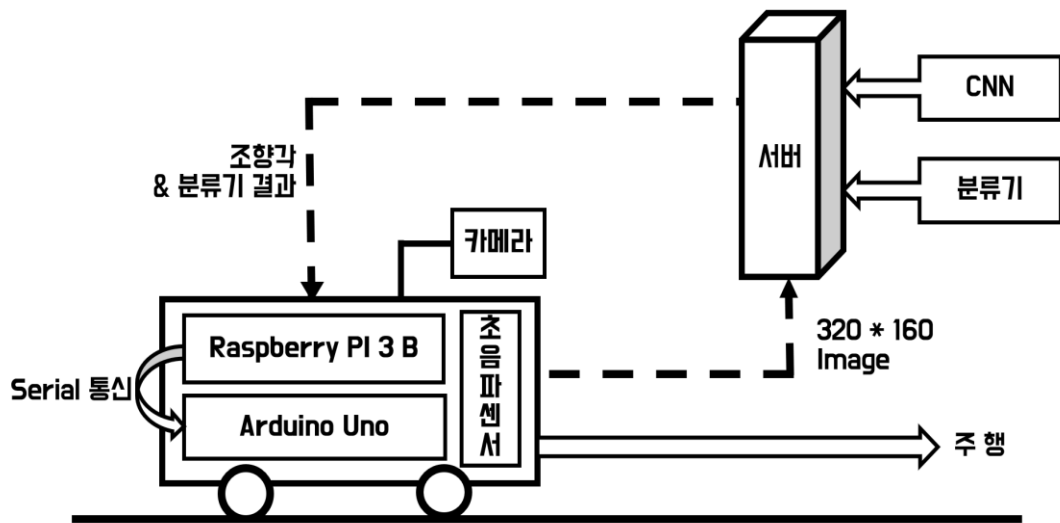 CNN
서버
조향각
& 분류기 결과
분류기
카메라
초음파센서
Raspberry PI 3 B
320 * 160
Image
Serial 통신
Arduino Uno
주 행